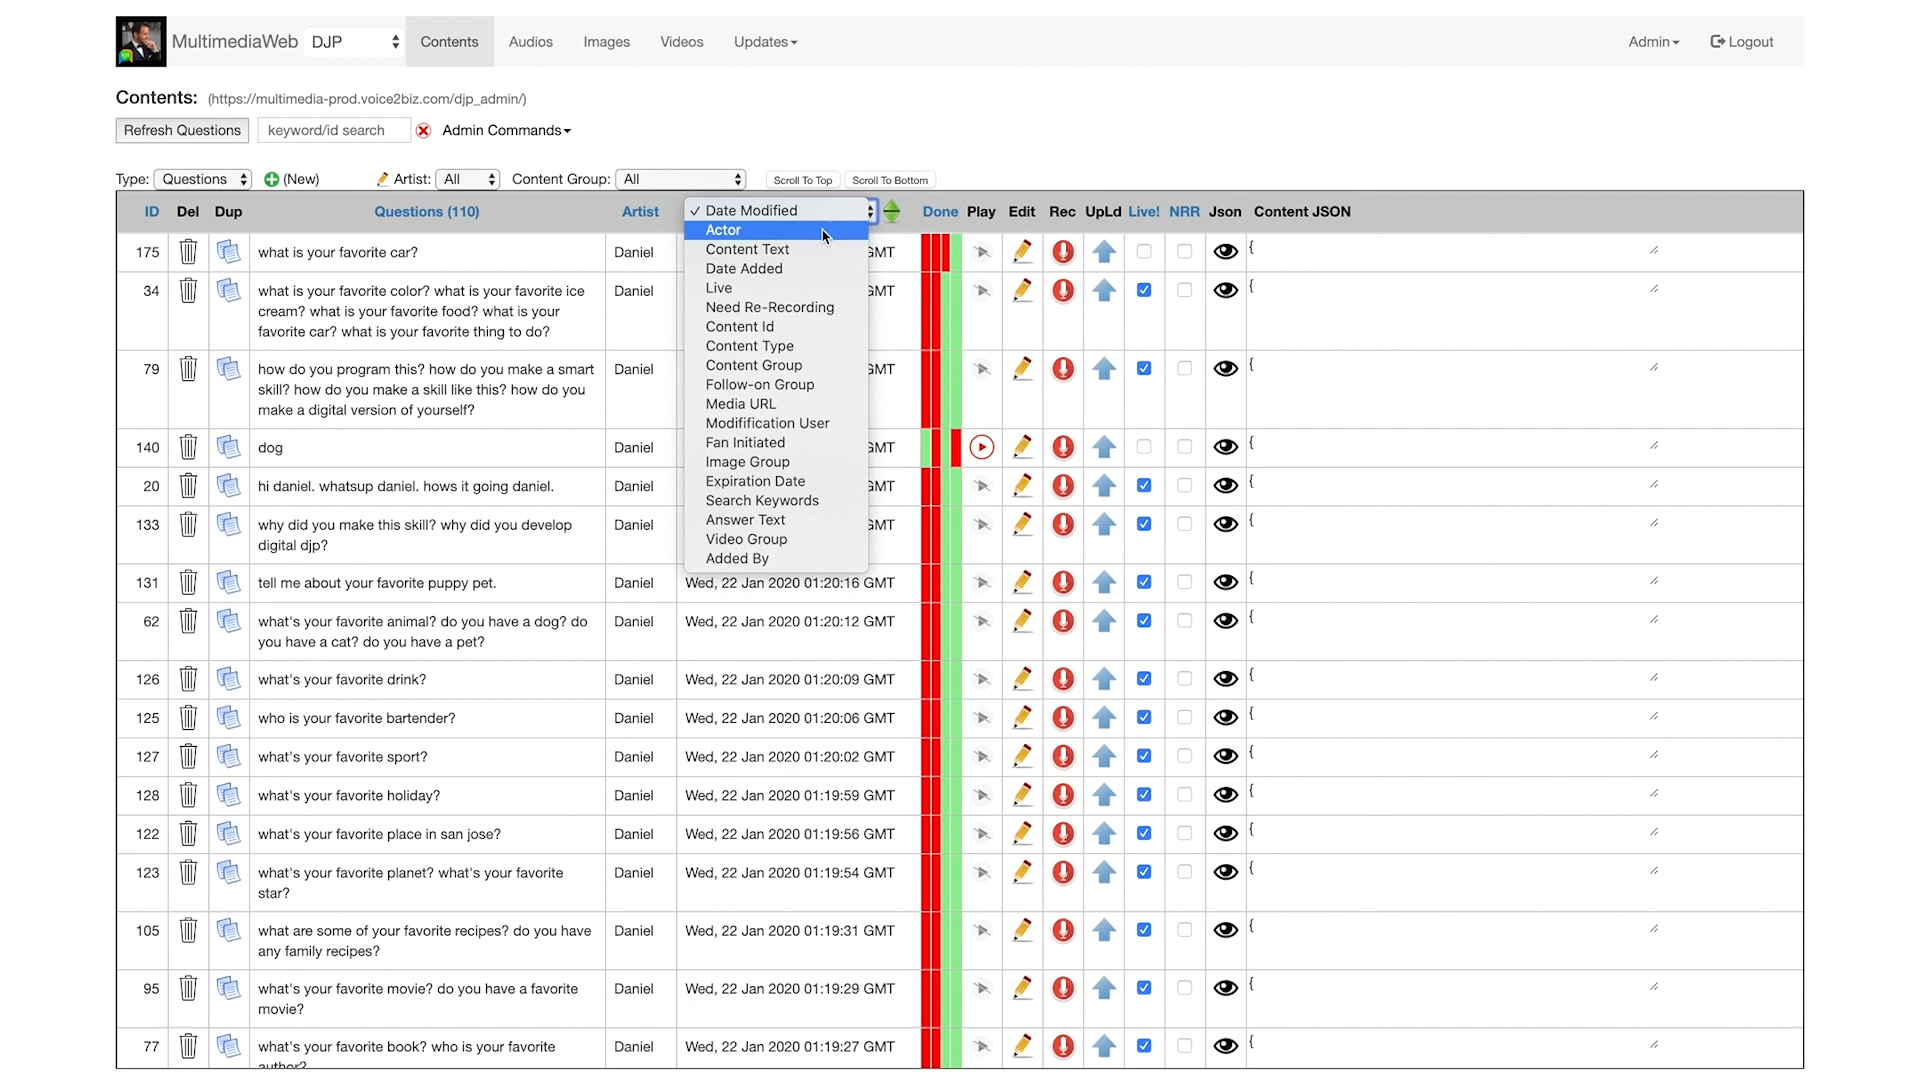 MultimediaWeb DJP Contents Audios Images Videos Updates Admin Logout
Contents: (https://multimedia-prod.voice2biz.com/djp_admin/)
Refresh Questions keyword/id search Admin Commands
Type: Questions (New) Artist: All Content Group: All Scroll To Top Scroll To Bottom
ID Del Dup Questions (110) Artist ✓ Date Modified Done Play Edit Rec UpLd Live! NRR Json Content JSON
Actor
Content Text
Date Added
Live
Need Re-Recording
Content Id
Content Type
Content Group
Follow-on Group
Media URL
Modifification User
Fan Initiated
Image Group
Expiration Date
Search Keywords
Answer Text
Video Group
Added By
175 what is your favorite car? Daniel GMT {
34 what is your favorite color? what is your favorite ice Daniel GMT {
cream? what is your favorite food? what is your
favorite car? what is your favorite thing to do?
79 how do you program this? how do you make a smart Daniel GMT {
skill? how do you make a skill like this? how do you
make a digital version of yourself?
140 dog Daniel GMT {
20 hi daniel. whatsup daniel. hows it going daniel. Daniel GMT {
133 why did you make this skill? why did you develop Daniel GMT {
digital djp?
131 tell me about your favorite puppy pet. Daniel Wed, 22 Jan 2020 01:20:16 GMT {
62 what's your favorite animal? do you have a dog? do Daniel Wed, 22 Jan 2020 01:20:12 GMT {
you have a cat? do you have a pet?
126 what's your favorite drink? Daniel Wed, 22 Jan 2020 01:20:09 GMT {
125 who is your favorite bartender? Daniel Wed, 22 Jan 2020 01:20:06 GMT {
127 what's your favorite sport? Daniel Wed, 22 Jan 2020 01:20:02 GMT {
128 what's your favorite holiday? Daniel Wed, 22 Jan 2020 01:19:59 GMT {
122 what's your favorite place in san jose? Daniel Wed, 22 Jan 2020 01:19:56 GMT {
123 what's your favorite planet? what's your favorite Daniel Wed, 22 Jan 2020 01:19:54 GMT {
star?
105 what are some of your favorite recipes? do you have Daniel Wed, 22 Jan 2020 01:19:31 GMT {
any family recipes?
95 what's your favorite movie? do you have a favorite Daniel Wed, 22 Jan 2020 01:19:29 GMT {
movie?
77 what's your favorite book? who is your favorite Daniel Wed, 22 Jan 2020 01:19:27 GMT {
author?